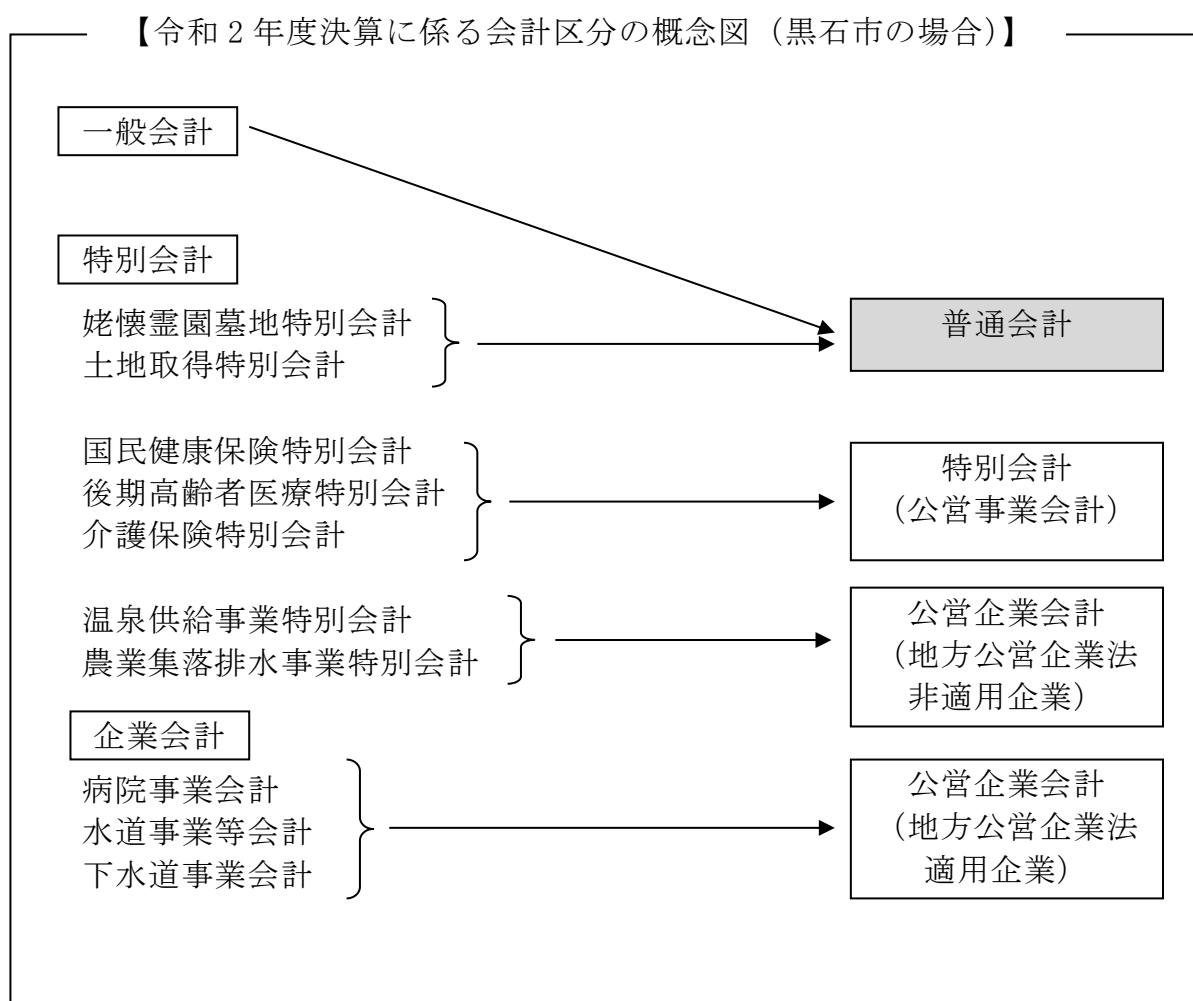 【令和２年度決算に係る会計区分の概念図（黒石市の場合）】
一般会計
特別会計
姥懐霊園墓地特別会計
土地取得特別会計
普通会計
国民健康保険特別会計
後期高齢者医療特別会計
介護保険特別会計
特別会計
（公営事業会計）
温泉供給事業特別会計
農業集落排水事業特別会計
公営企業会計
（地方公営企業法
非適用企業）
企業会計
病院事業会計
水道事業等会計
下水道事業会計
公営企業会計
（地方公営企業法
適用企業）